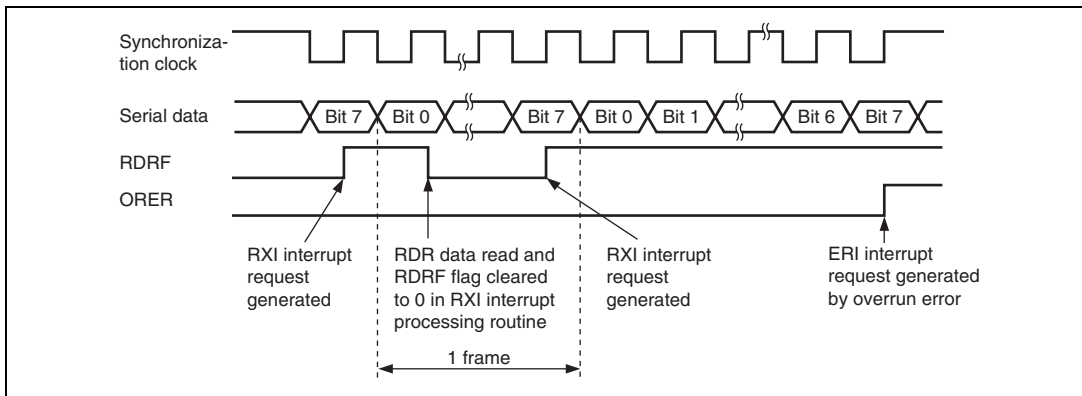 Synchroniza-
tion clock
Serial data
Bit 7
Bit 0
Bit 7
Bit 0
Bit 1
Bit 6
Bit 7
RDRF
ORER
RXI interrupt
request
generated
RDR data read and
RDRF flag cleared
to 0 in RXI interrupt
processing routine
RXI interrupt
request
generated
ERI interrupt
request generated
by overrun error
1 frame